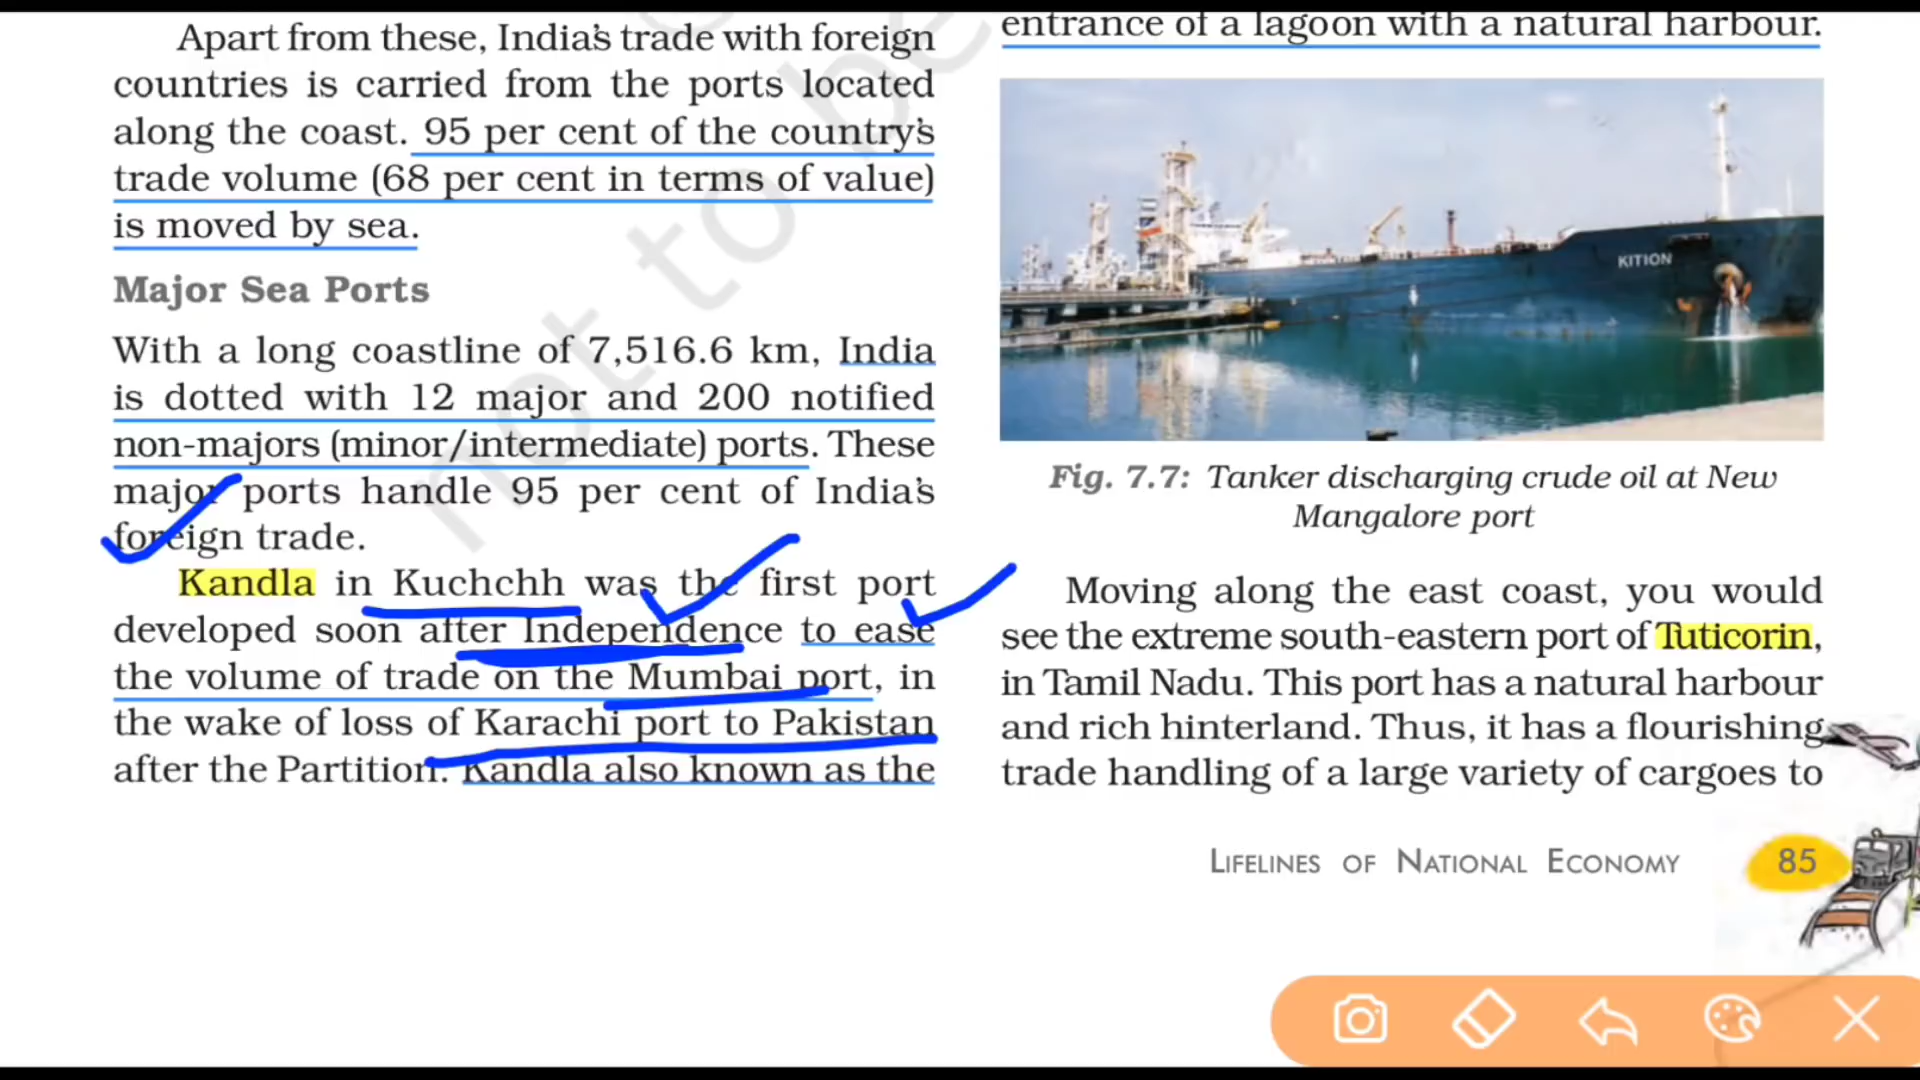 Apart from these, India's trade with foreign
countries is carried from the ports located
along the coast. 95 per cent of the country's
trade volume (68 per cent in terms of value)
is moved by sea.
Major Sea Ports
With a long coastline of 7,516.6 km, India
is dotted with 12 major and 200 notified
non-majors (minor/intermediate) ports. These
major ports handle 95 per cent of India's
foreign trade.
Kandla in Kuchchh was the first port
developed soon after Independence to ease
the volume of trade on the Mumbai port, in
the wake of loss of Karachi port to Pakistan
after the Partition. Kandla also known as the
entrance of a lagoon with a natural harbour.
KITION
Fig. 7.7: Tanker discharging crude oil at New
Mangalore port
Moving along the east coast, you would
see the extreme south-eastern port of Tuticorin,
in Tamil Nadu. This port has a natural harbour
and rich hinterland. Thus, it has a flourishing
trade handling of a large variety of cargoes to
LIFELINES OF NATIONAL ECONOMY 85
not to be